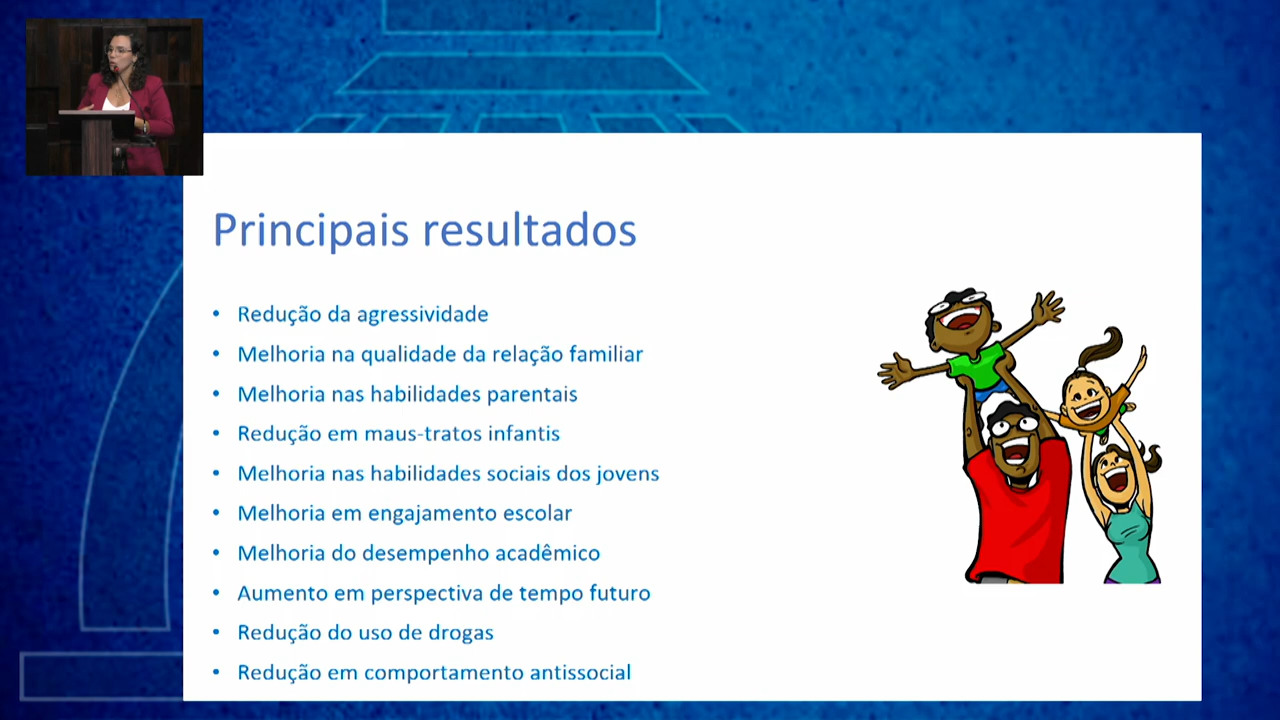 Principais resultados
• Redução da agressividade
• Melhoria na qualidade da relação familiar
• Melhoria nas habilidades parentais
• Redução em maus-tratos infantis
• Melhoria nas habilidades sociais dos jovens
• Melhoria em engajamento escolar
• Melhoria do desempenho acadêmico
• Aumento em perspectiva de tempo futuro
• Redução do uso de drogas
• Redução em comportamento antissocial